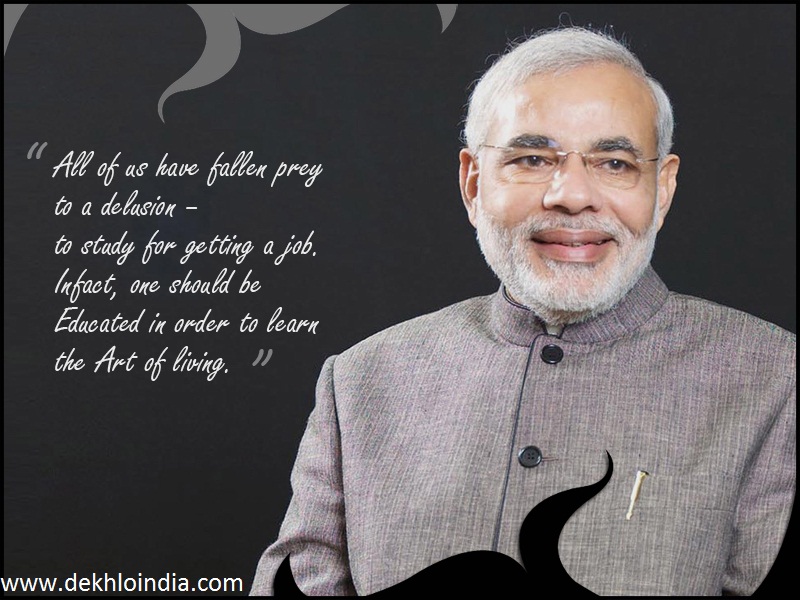 “ All of us have fallen prey
to a delusion –
to study for getting a job.
Infact, one should be
Educated in order to learn
the Art of living. ”
www.dekhloindia.com